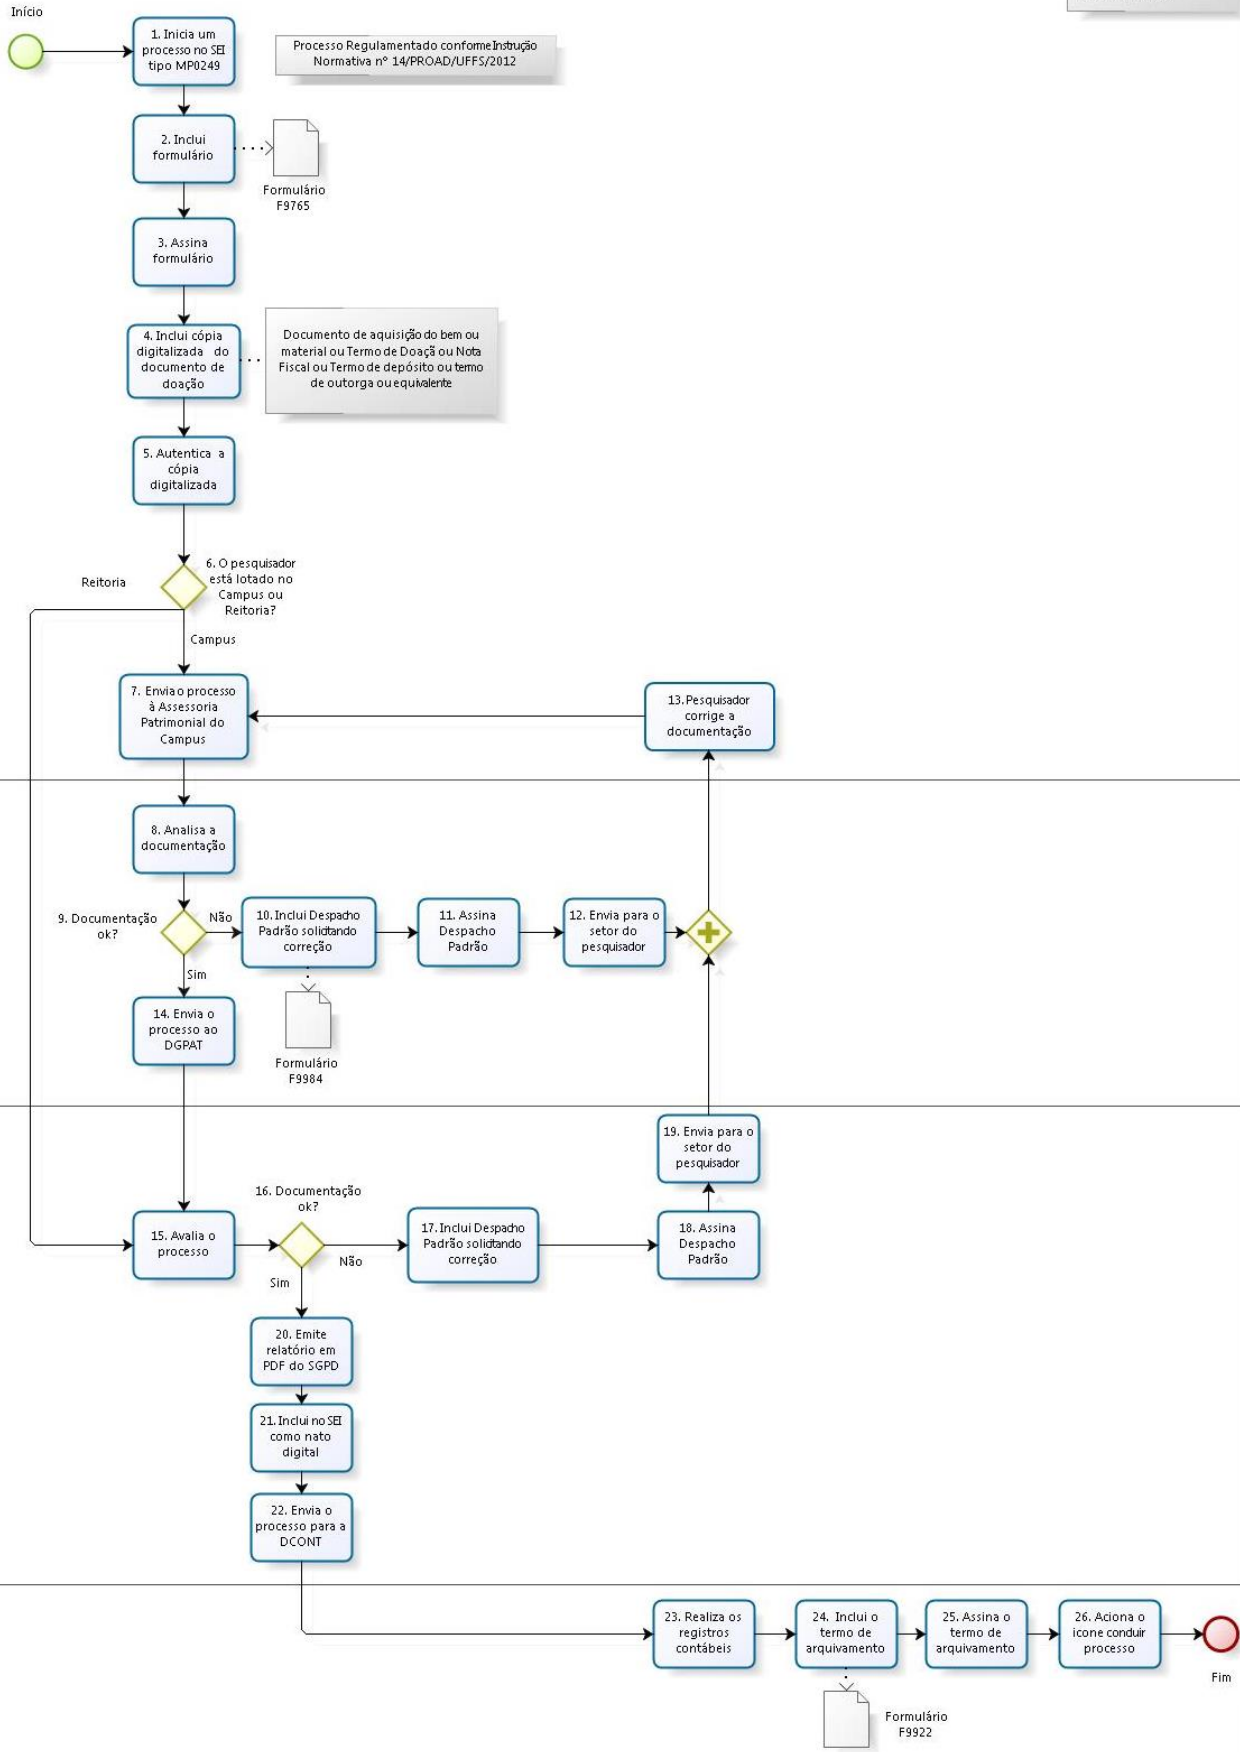 Início
1. Inicia um
processo no SEI
tipo MP0249
Processo Regulamentado conforme Instrução
Normativa nº 14/PROAD/UFFS/2012
2. Inclui
formulário
Formulário
F9765
3. Assina
formulário
4. Inclui cópia
digitalizada do
documento de
doação
Documento de aquisição do bem ou
material ou Termo de Doaçã ou Nota
Fiscal ou Termo de depósito ou termo
de outorga ou equivalente
5. Autentica a
cópia
digitalizada
6. O pesquisador
está lotado no
Campus ou
Reitoria?
Reitoria
Campus
7. Envia o processo
à Assessoria
Patrimonial do
Campus
13. Pesquisador
corrige a
documentação
8. Analisa a
documentação
9. Documentação
ok?
Não
10. Inclui Despacho
Padrão solicitando
correção
11. Assina
Despacho
Padrão
12. Envia para o
setor do
pesquisador
Sim
14. Envia o
processo ao
DGPAT
Formulário
F9984
19. Envia para o
setor do
pesquisador
16. Documentação
ok?
15. Avalia o
processo
Não
17. Inclui Despacho
Padrão solicitando
correção
18. Assina
Despacho
Padrão
Sim
20. Emite
relatório em
PDF do SGPD
21. Inclui no SEI
como nato
digital
22. Envia o
processo para a
DCONT
23. Realiza os
registros
contábeis
24. Inclui o
termo de
arquivamento
25. Assina o
termo de
arquivamento
26. Aciona o
icone concluir
processo
Fim
Formulário
F9922